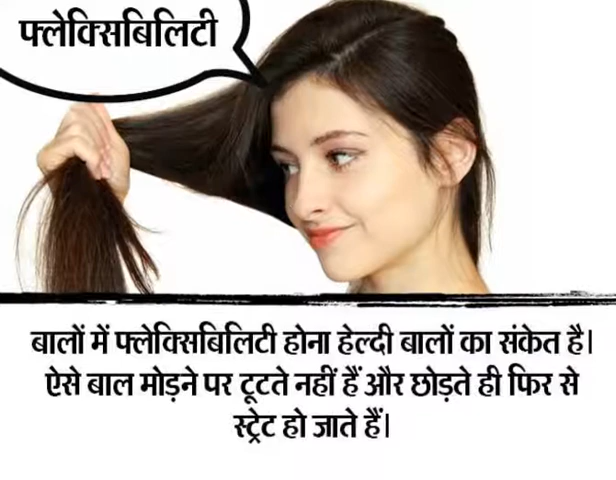 फ्लेक्सिबिलिटी
बालों में फ्लेक्सिबिलिटी होना हेल्दी बालों का संकेत है।
ऐसे बाल मोड़ने पर टूटते नहीं हैं और छोड़ते ही फिर से
स्ट्रेट हो जाते हैं।